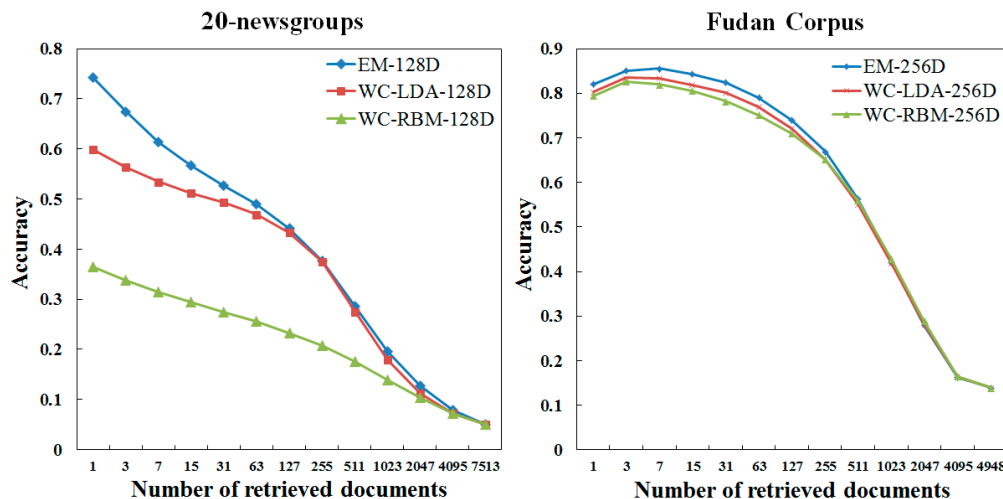 20-newsgroups
0.8
0.7
0.6
0.5
0.4
0.3
0.2
0.1
0
Accuracy
EM-128D
WC-LDA-128D
WC-RBM-128D
1 3 7 15 31 63 127 255 511 1023 2047 4095 7513
Number of retrieved documents
Fudan Corpus
0.9
0.8
0.7
0.6
0.5
0.4
0.3
0.2
0.1
0
Accuracy
EM-256D
WC-LDA-256D
WC-RBM-256D
1 3 7 15 31 63 127 255 511 1023 2047 4095 4948
Number of retrieved documents